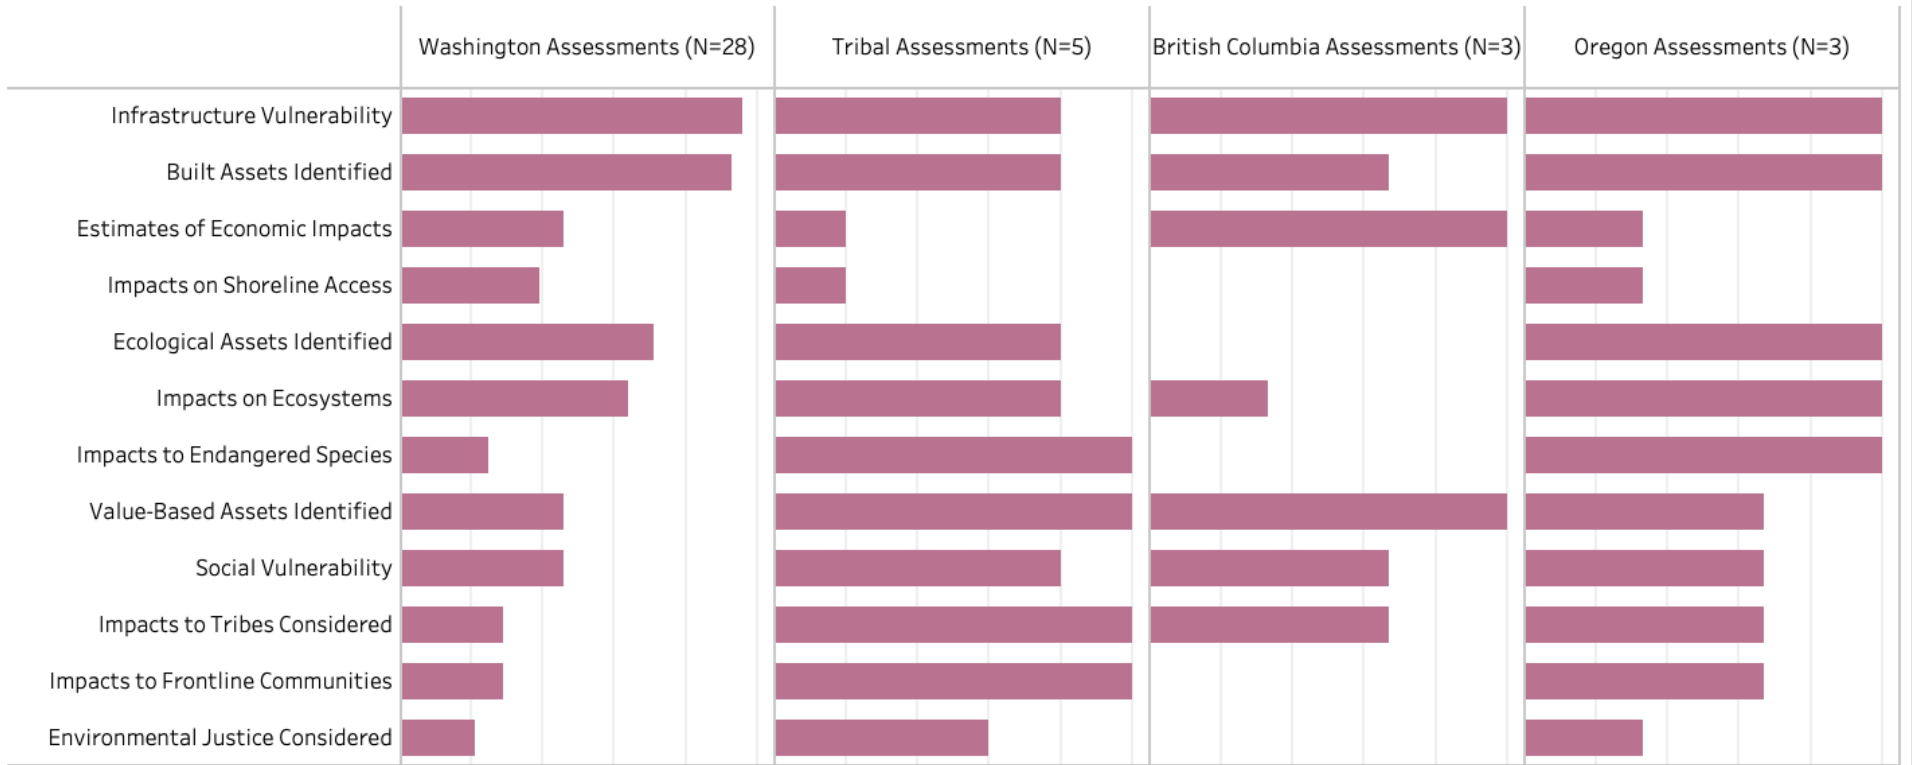 Washington Assessments (N=28)
Tribal Assessments (N=5)
British Columbia Assessments (N=3)
Oregon Assessments (N=3)
Infrastructure Vulnerability
Built Assets Identified
Estimates of Economic Impacts
Impacts on Shoreline Access
Ecological Assets Identified
Impacts on Ecosystems
Impacts to Endangered Species
Value-Based Assets Identified
Social Vulnerability
Impacts to Tribes Considered
Impacts to Frontline Communities
Environmental Justice Considered